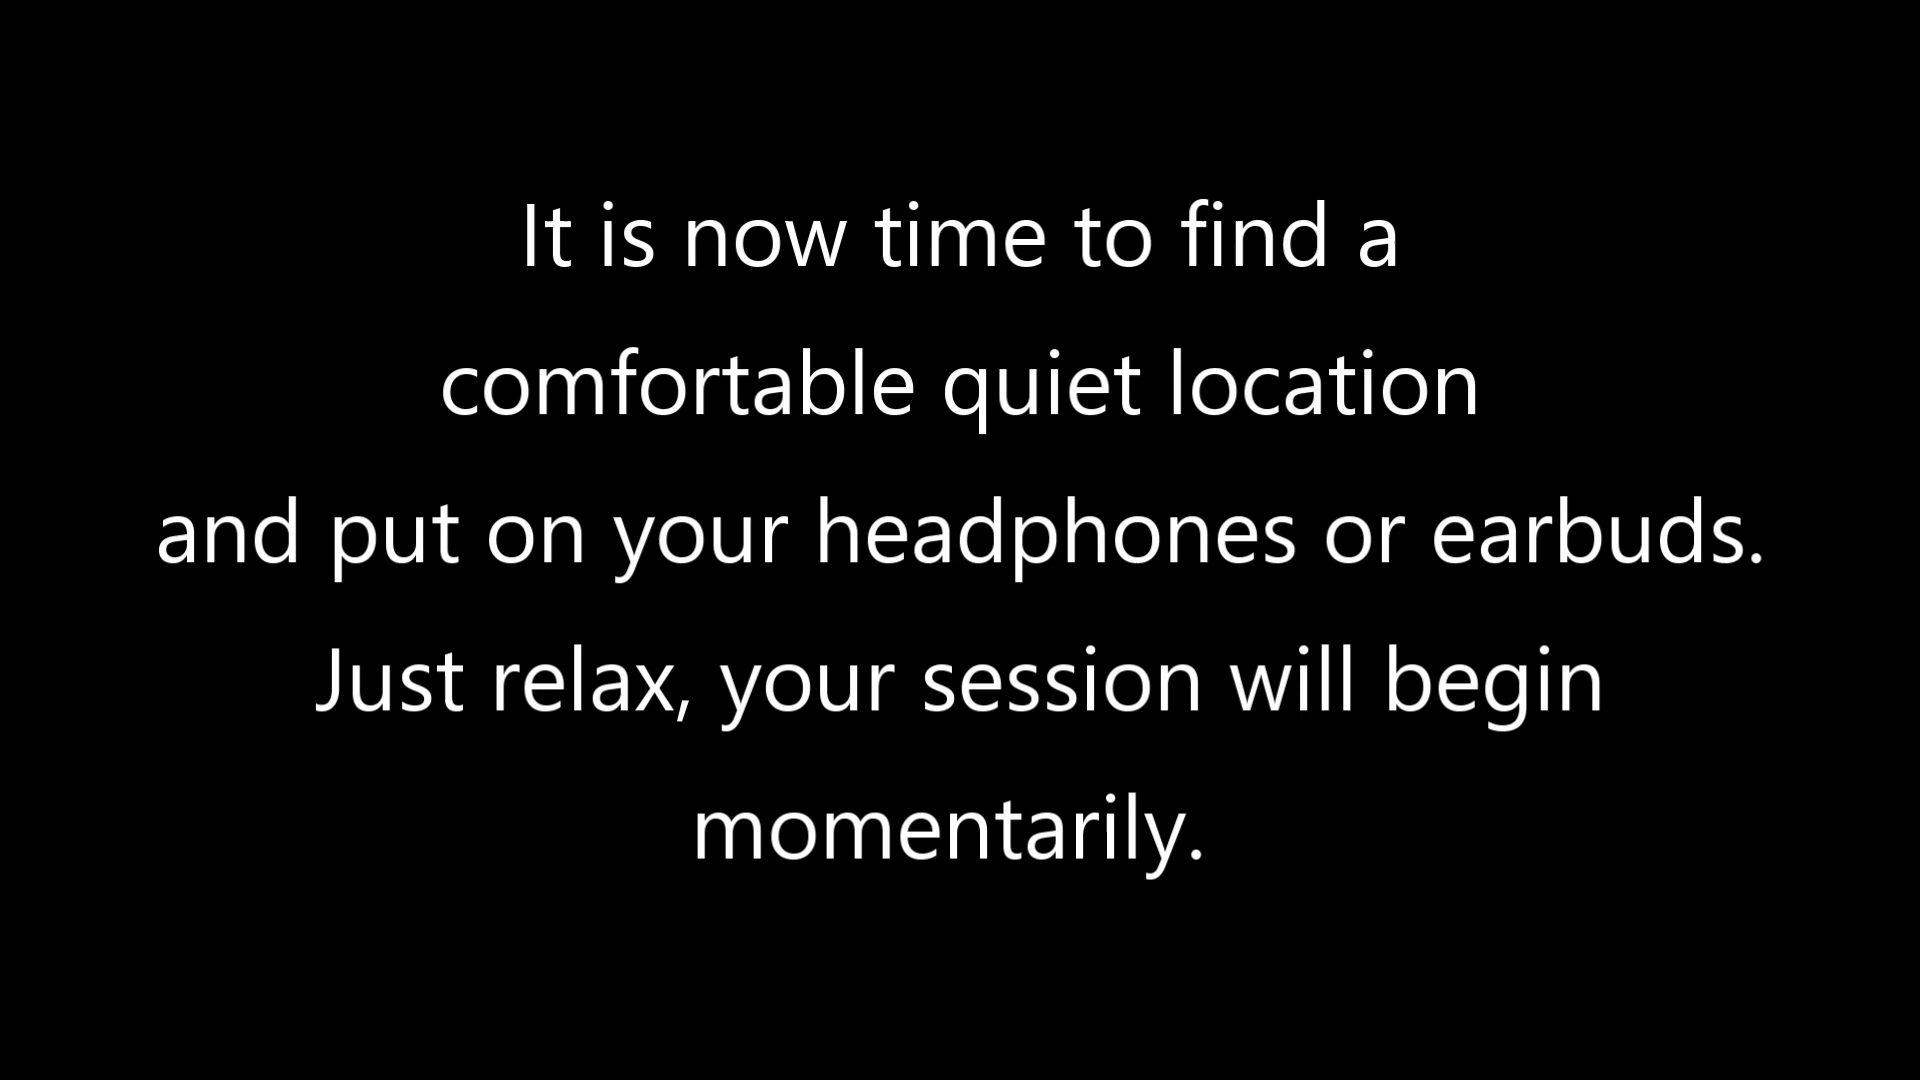 It is now time to find a
comfortable quiet location
and put on your headphones or earbuds.
Just relax, your session will begin
momentarily.